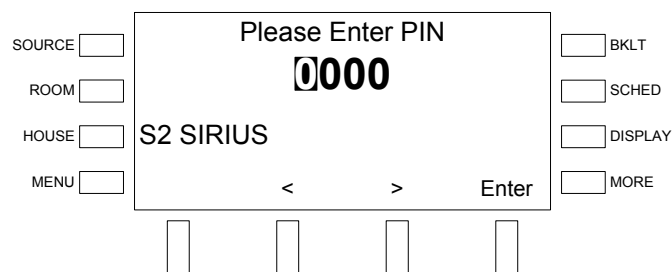 Please Enter PIN
SOURCE
BKLT
0000
ROOM
SCHED
HOUSE
S2 SIRIUS
DISPLAY
MENU
< > Enter
MORE